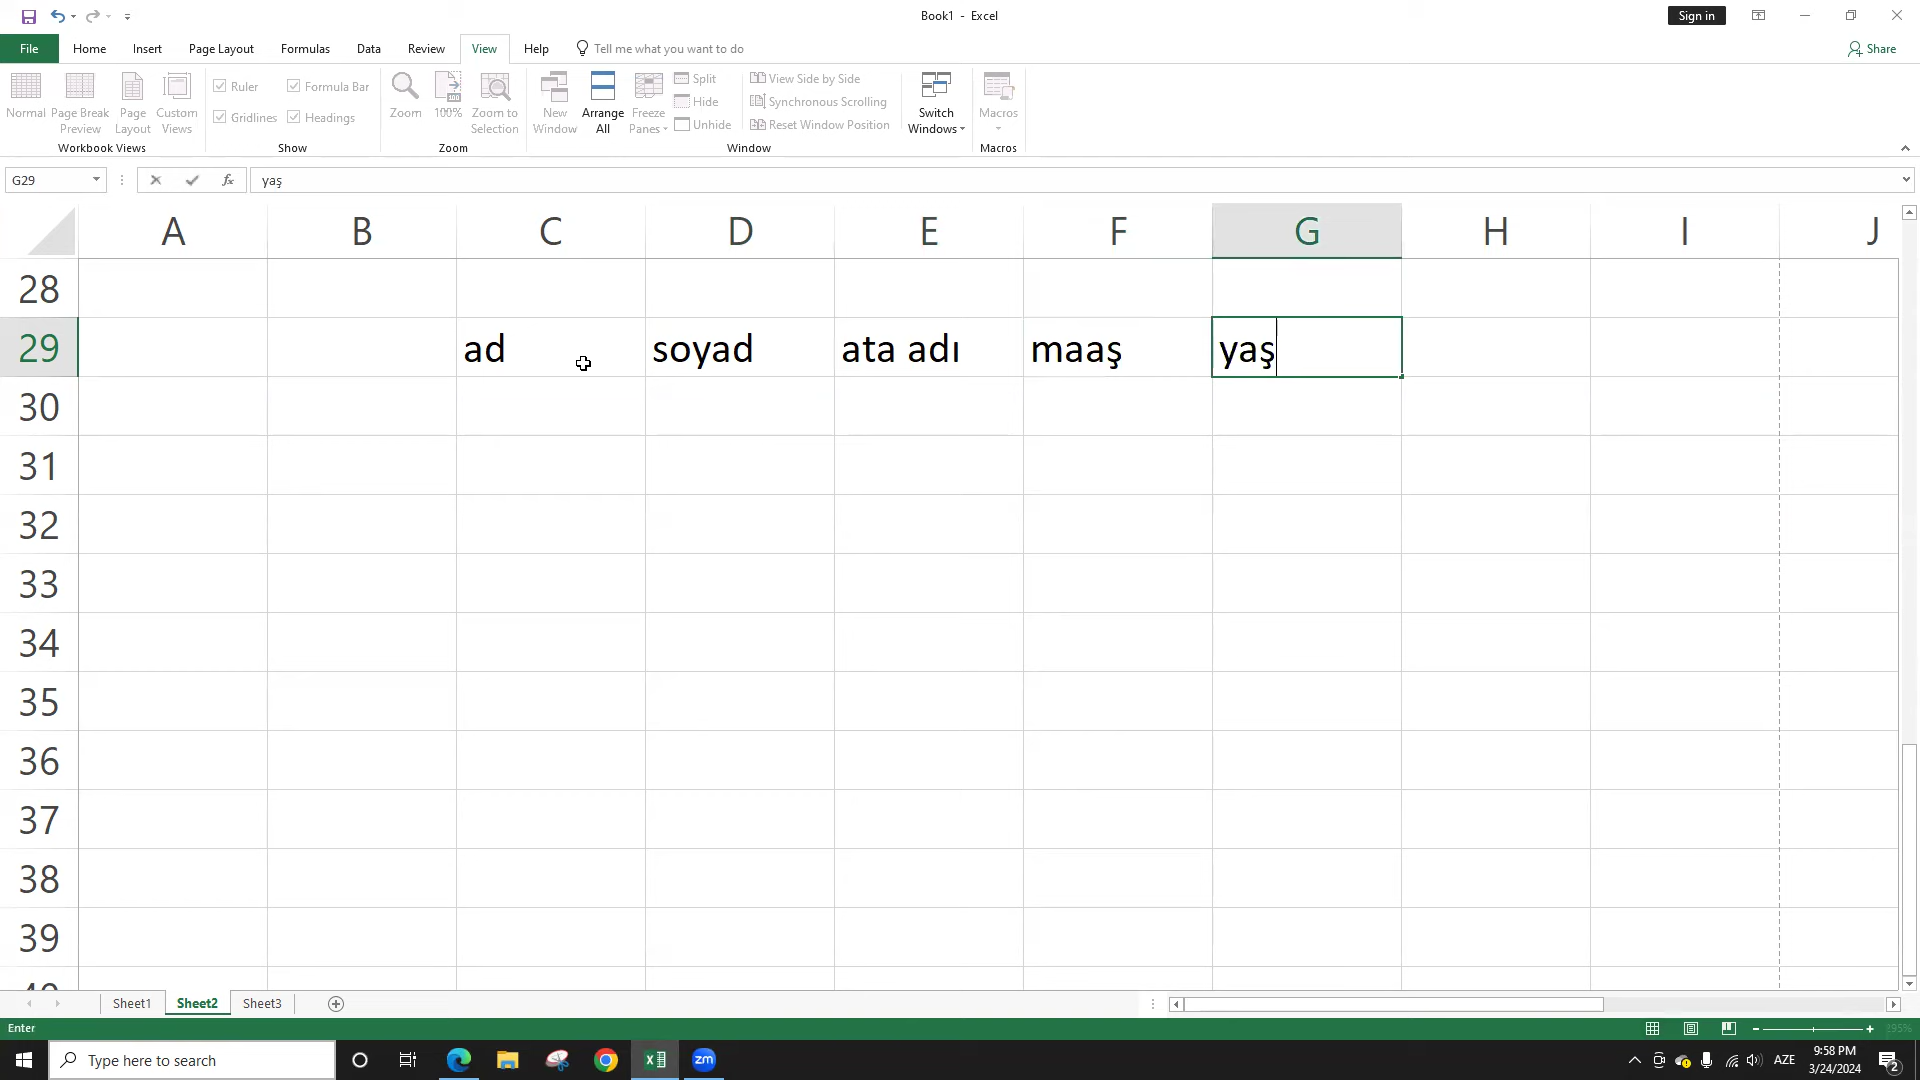 Book1 - Excel
Sign in
File Home Insert Page Layout Formulas Data Review View Help Tell me what you want to do
Share
Normal Page Break Preview Page Layout Custom Views
Workbook Views
Ruler Formula Bar
Gridlines Headings
Show
Zoom 100% Zoom to Selection
Zoom
New Window Arrange All Freeze Panes
Split
Hide
Unhide
View Side by Side
Synchronous Scrolling
Reset Window Position
Switch Windows
Window
Macros
Macros
G29 fx yaş
A B C D E F G H I J
28
29 ad soyad ata adı maaş yaş
30
31
32
33
34
35
36
37
38
39
40
Sheet1 Sheet2 Sheet3
Enter
295%
Type here to search
zm
AZE
9:58 PM
3/24/2024
2